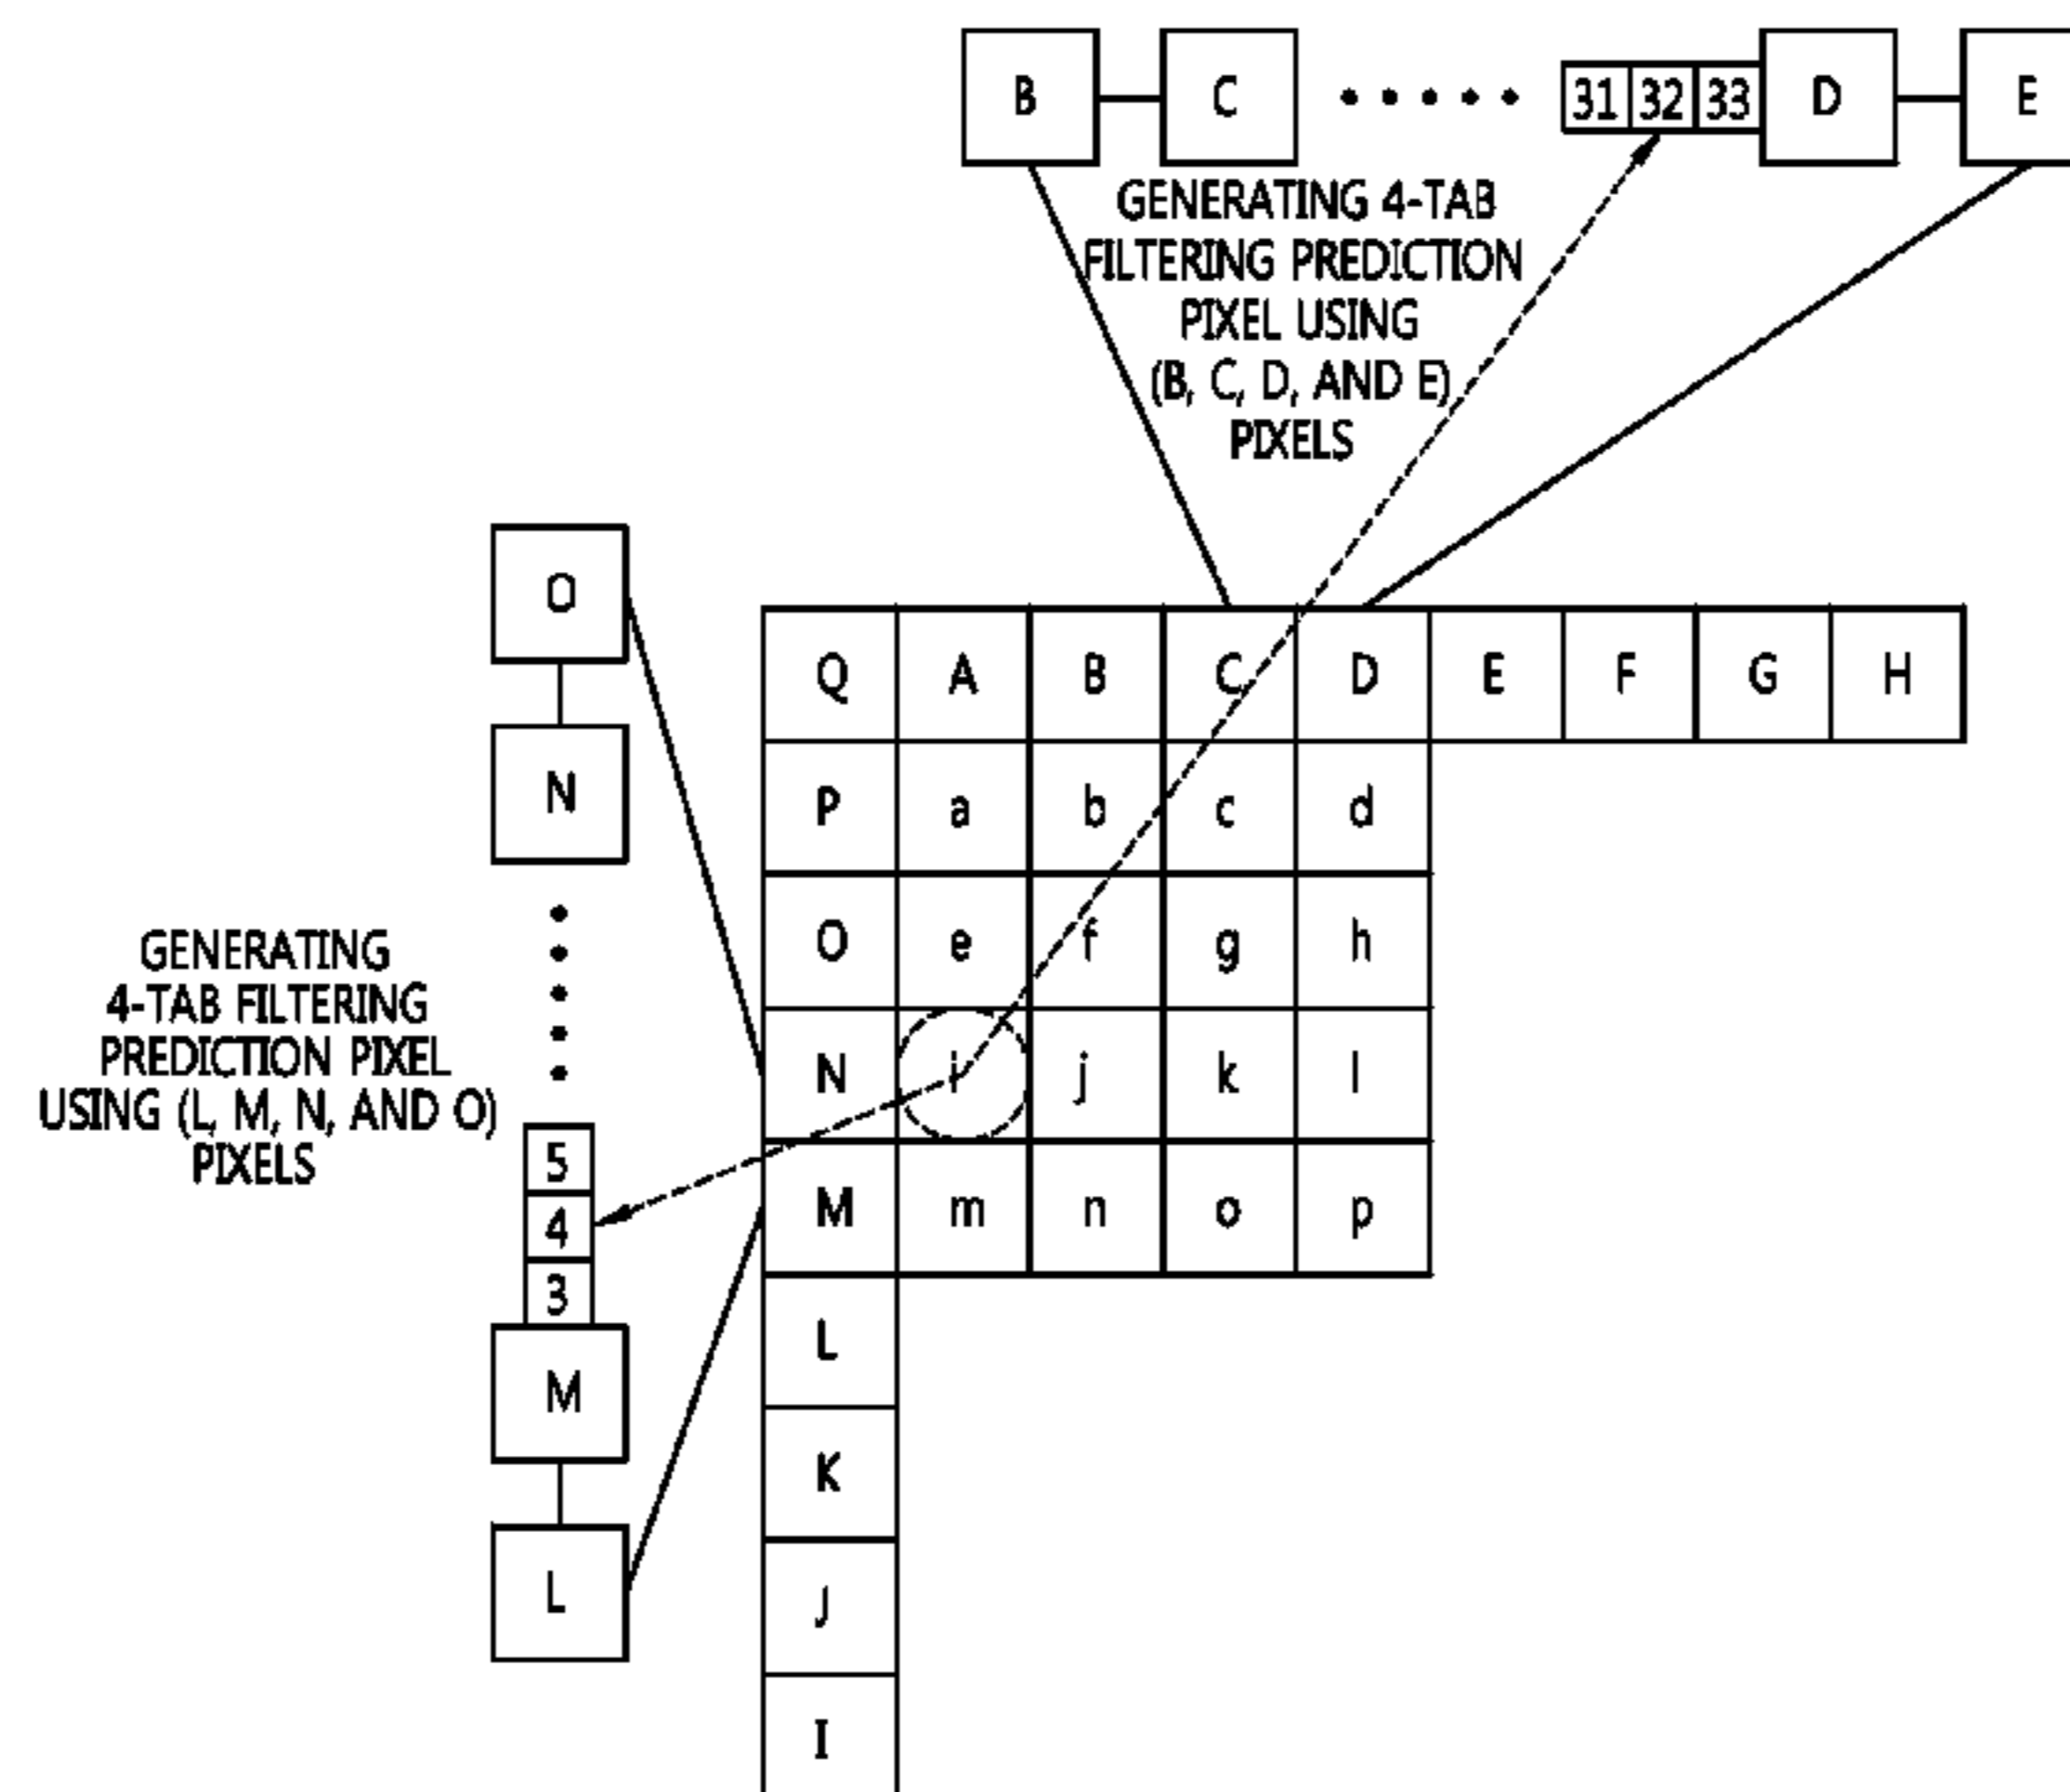 B C 31 32 33 D E
GENERATING 4-TAB
FILTERING PREDICTION
PIXEL USING
(B, C, D, AND E)
PIXELS
O
N
GENERATING
4-TAB FILTERING
PREDICTION PIXEL
USING (L, M, N, AND O)
PIXELS
5
4
3
M
L
Q A B C D E F G H
P a b c d
O e f g h
N i j k l
M m n o p
L
K
J
I